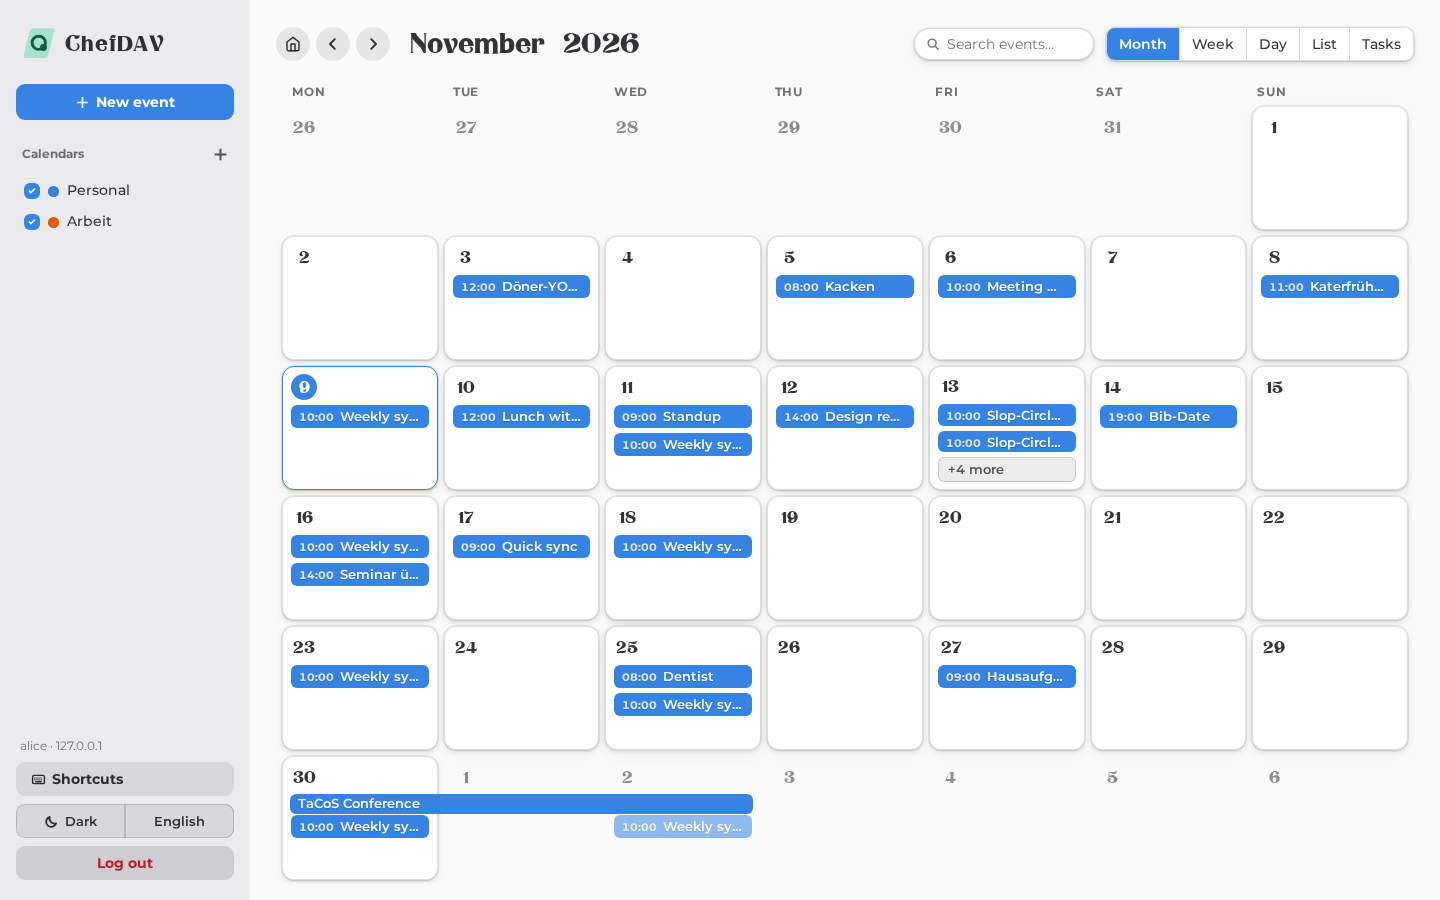 ChefDAV
New event
Calendars
Personal
Arbeit
alice · 127.0.0.1
Shortcuts
Dark English
Log out
November 2026
Search events...
Month Week Day List Tasks
MON TUE WED THU FRI SAT SUN
26 27 28 29 30 31 1
2 3 4 5 6 7 8
12:00 Döner-YO... 08:00 Kacken 10:00 Meeting ... 11:00 Katerfrüh...
9 10 11 12 13 14 15
10:00 Weekly sy... 12:00 Lunch wit... 09:00 Standup 14:00 Design re... 10:00 Slop-Circl... 19:00 Bib-Date
10:00 Weekly sy... 10:00 Slop-Circl...
+4 more
16 17 18 19 20 21 22
10:00 Weekly sy... 09:00 Quick sync 10:00 Weekly sy...
14:00 Seminar ü...
23 24 25 26 27 28 29
10:00 Weekly sy... 08:00 Dentist 09:00 Hausaufg...
10:00 Weekly sy...
30 1 2 3 4 5 6
TaCoS Conference
10:00 Weekly sy... 10:00 Weekly sy...